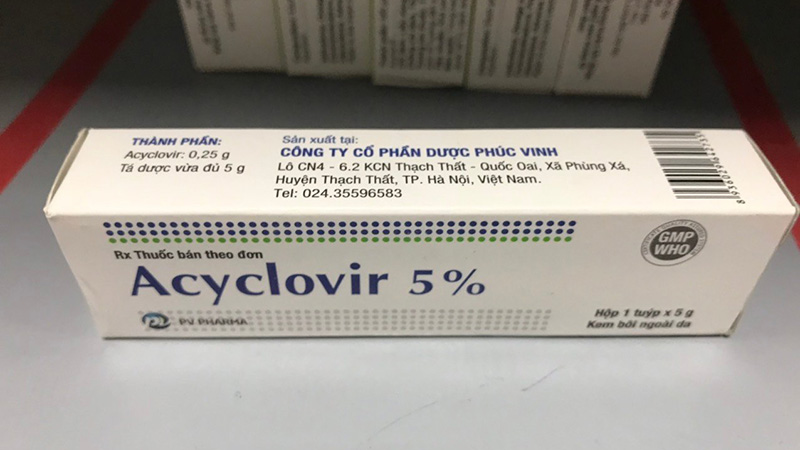 THÀNH PHẦN:
Acyclovir: 0,25 g
Tá dược vừa đủ 5 g
Sản xuất tại:
CÔNG TY CỔ PHẦN DƯỢC PHÚC VINH
Lô CN4 - 6.2 KCN Thạch Thất - Quốc Oai, Xã Phùng Xá,
Huyện Thạch Thất, TP. Hà Nội, Việt Nam.
Tel: 024.35596583
Rx Thuốc bán theo đơn
Acyclovir 5%
PV PHARMA
GMP
WHO
Hộp 1 tuýp x 5 g
Kem bôi ngoài da